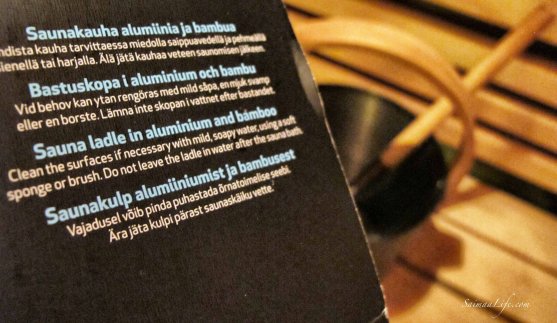 Saunakauha alumiinia ja bambua
hdista kauha tarvittaessa miedolla saippuavedellä ja pehmeällä
sienellä tai harjalla. Älä jätä kauhaa veteen saunomisen jälkeen.
Bastuskopa i aluminium och bambu
Vid behov kan ytan rengöras med mild såpa, en mjuk svamp
eller en borste. Lämna inte skopan i vattnet efter bastandet.
Sauna ladle in aluminium and bamboo
Clean the surfaces if necessary with mild, soapy water, using a soft
sponge or brush. Do not leave the ladle in water after the sauna bath.
Saunakulp alumiiniumist ja bambusest
Vajadusel võib pinda puhastada õrnatoimelise seebi.
Ära jäta kulpi pärast saunaskäiku vette.
SaimaaLife.com